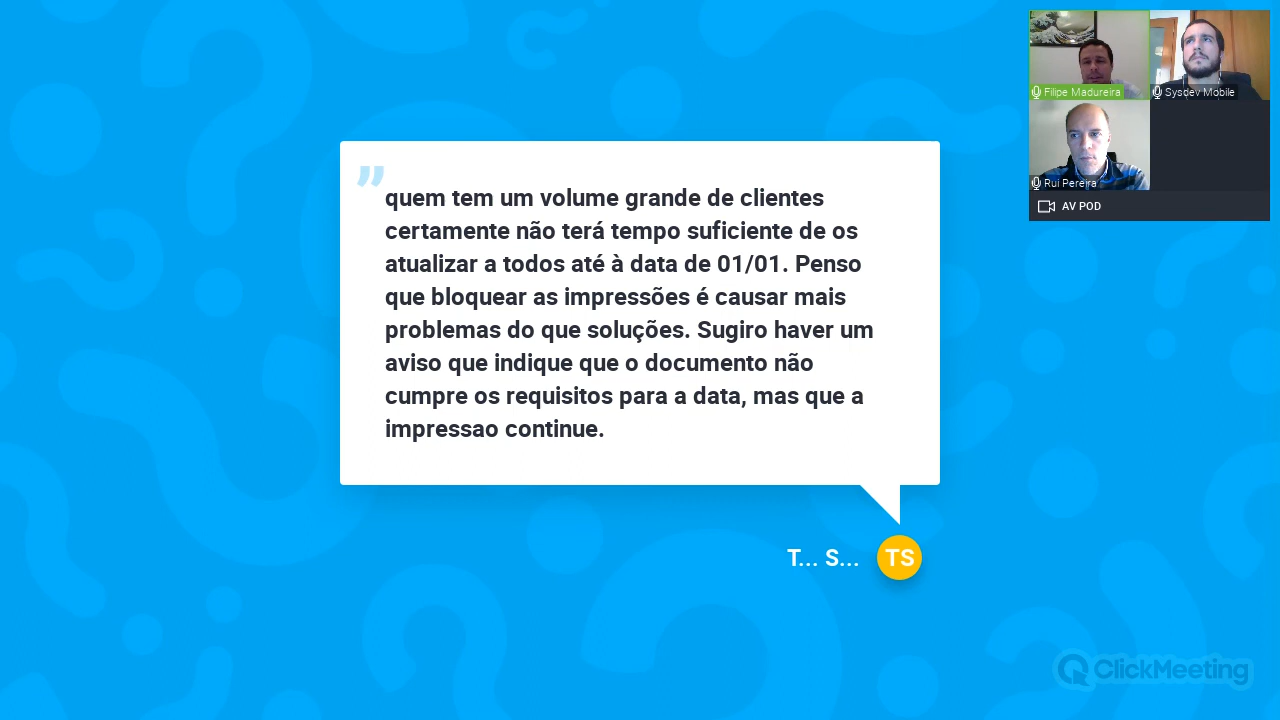 quem tem um volume grande de clientes
certamente não terá tempo suficiente de os
atualizar a todos até à data de 01/01. Penso
que bloquear as impressões é causar mais
problemas do que soluções. Sugiro haver um
aviso que indique que o documento não
cumpre os requisitos para a data, mas que a
impressao continue.
T... S...
TS
Filipe Madureira
Sysdev Mobile
Rui Pereira
AV POD
ClickMeeting